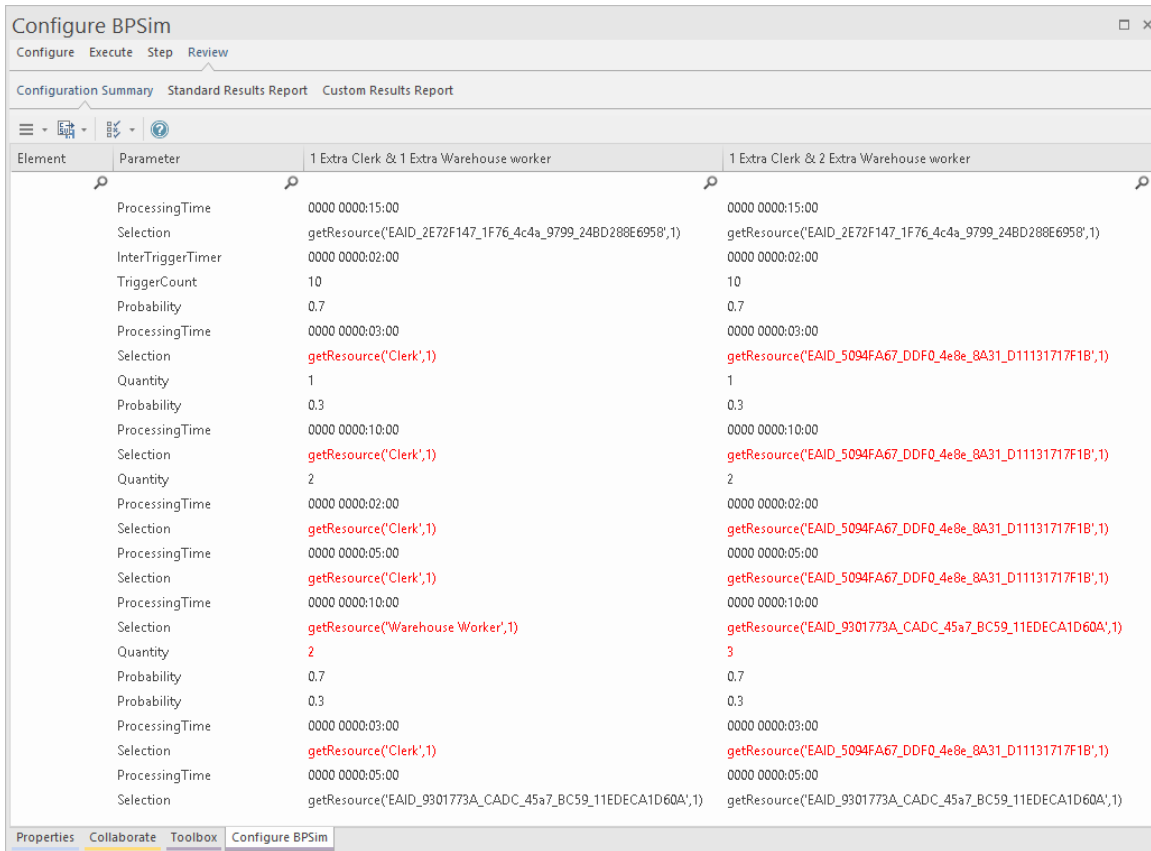 Configure BPSim
Configure Execute Step Review
Configuration Summary Standard Results Report Custom Results Report
Element Parameter 1 Extra Clerk & 1 Extra Warehouse worker 1 Extra Clerk & 2 Extra Warehouse worker
ProcessingTime 0000 0000:15:00 0000 0000:15:00
Selection getResource('EAID_2E72F147_1F76_4c4a_9799_24BD288E6958',1) getResource('EAID_2E72F147_1F76_4c4a_9799_24BD288E6958',1)
InterTriggerTimer 0000 0000:02:00 0000 0000:02:00
TriggerCount 10 10
Probability 0.7 0.7
ProcessingTime 0000 0000:03:00 0000 0000:03:00
Selection getResource('Clerk',1) getResource('EAID_5094FA67_DDF0_4e8e_8A31_D11131717F1B',1)
Quantity 1 1
Probability 0.3 0.3
ProcessingTime 0000 0000:10:00 0000 0000:10:00
Selection getResource('Clerk',1) getResource('EAID_5094FA67_DDF0_4e8e_8A31_D11131717F1B',1)
Quantity 2 2
ProcessingTime 0000 0000:02:00 0000 0000:02:00
Selection getResource('Clerk',1) getResource('EAID_5094FA67_DDF0_4e8e_8A31_D11131717F1B',1)
ProcessingTime 0000 0000:05:00 0000 0000:05:00
Selection getResource('Clerk',1) getResource('EAID_5094FA67_DDF0_4e8e_8A31_D11131717F1B',1)
ProcessingTime 0000 0000:10:00 0000 0000:10:00
Selection getResource('Warehouse Worker',1) getResource('EAID_9301773A_CADC_45a7_BC59_11EDECA1D60A',1)
Quantity 2 3
Probability 0.7 0.7
Probability 0.3 0.3
ProcessingTime 0000 0000:03:00 0000 0000:03:00
Selection getResource('Clerk',1) getResource('EAID_5094FA67_DDF0_4e8e_8A31_D11131717F1B',1)
ProcessingTime 0000 0000:05:00 0000 0000:05:00
Selection getResource('EAID_9301773A_CADC_45a7_BC59_11EDECA1D60A',1) getResource('EAID_9301773A_CADC_45a7_BC59_11EDECA1D60A',1)
Properties Collaborate Toolbox Configure BPSim